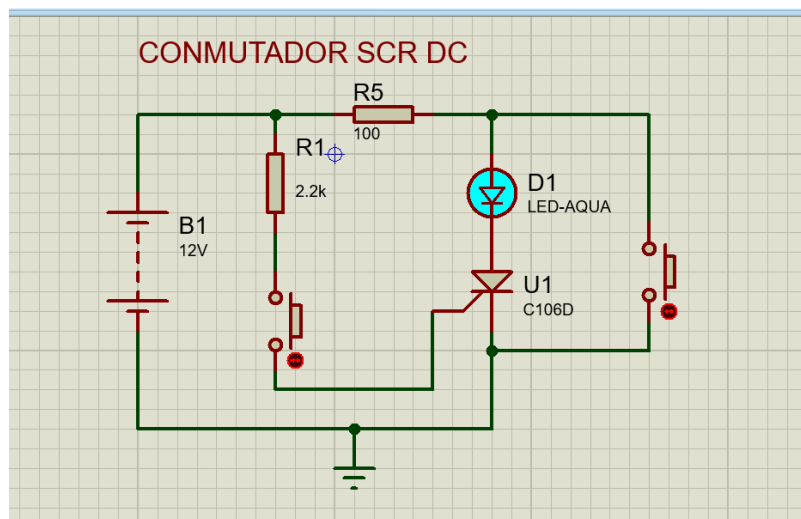 CONMUTADOR SCR DC
R5
100
R1
2.2k
B1
12V
D1
LED-AQUA
U1
C106D